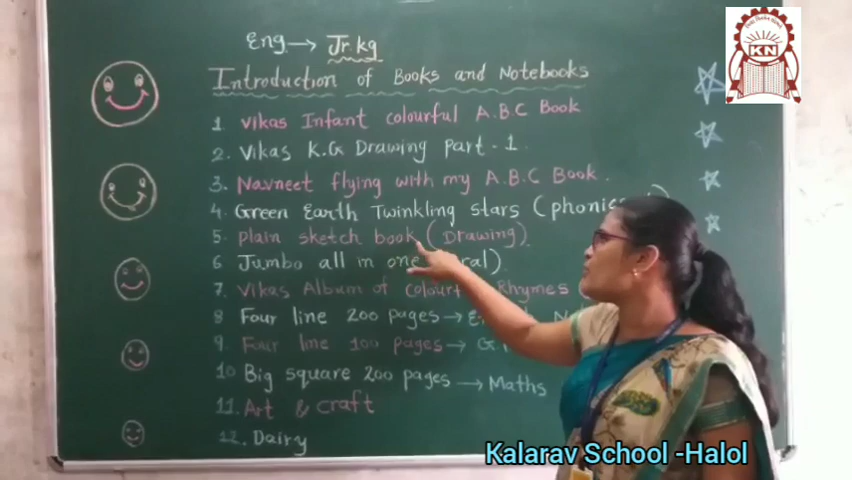 Eng → Jr.kg
Introduction of Books and Notebooks
1. Vikas Infant colourful A.B.C Book
2. Vikas K.G Drawing part - 1.
3. Navneet flying with my A.B.C Book.
4. Green Earth Twinkling stars (phonics
5. plain sketch book (Drawing)
6 Jumbo all in one
7. Vikas Album of Rhymes
8 Four line 200 pages →
9. Four line 100 pages → G.
10 Big square 200 pages → Maths
11. Art & craft
12. Dairy
KN
Kalarav School -Halol